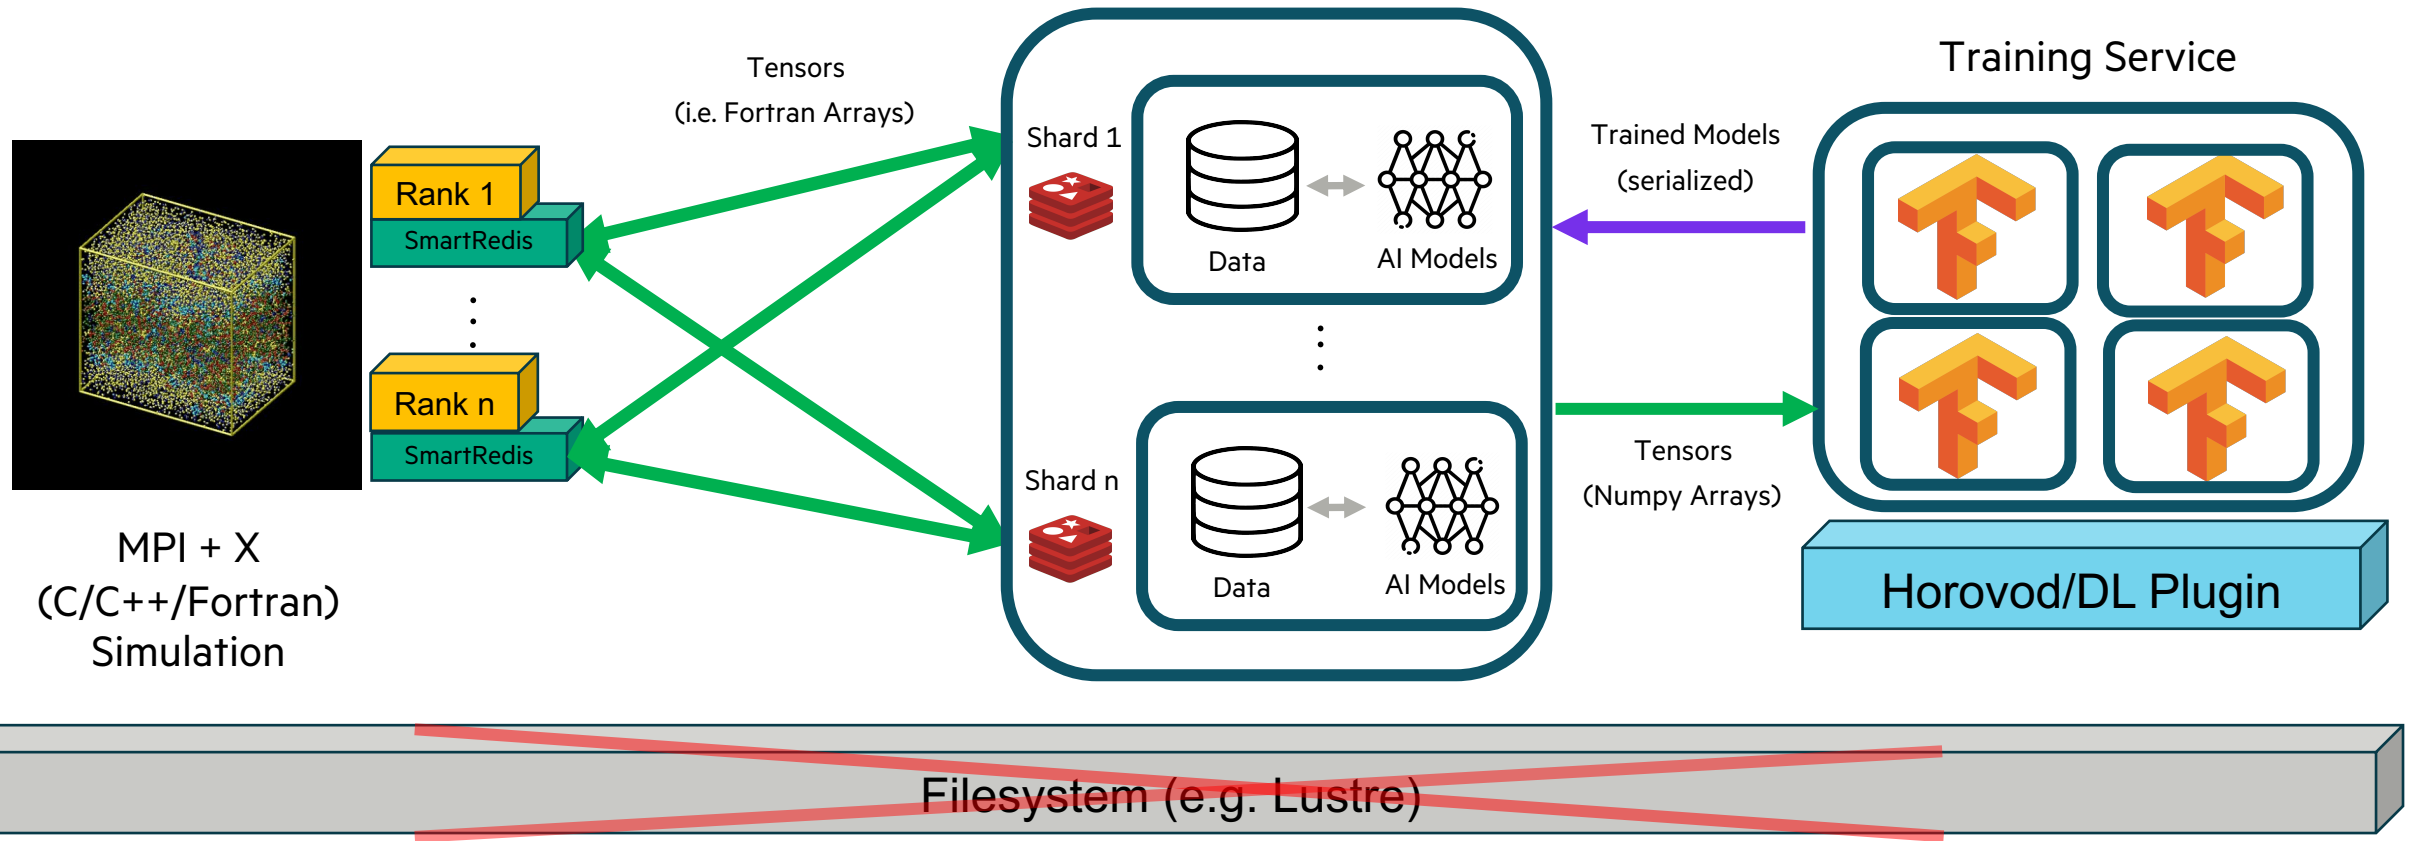 Training Service
Tensors
(i.e. Fortran Arrays)
Shard 1
Trained Models
(serialized)
Rank 1
SmartRedis
Data
AI Models
Rank n
SmartRedis
Shard n
Tensors
(Numpy Arrays)
Data
AI Models
MPI + X
(C/C++/Fortran)
Simulation
Horovod/DL Plugin
Filesystem (e.g. Lustre)